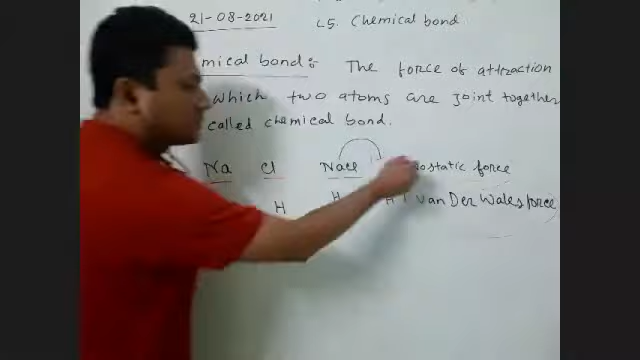 21-08-2021 L5. Chemical bond
mical bond: The force of attraction
which two atoms are joint together
called chemical bond.
Na Cl NaCl ostatic force
H H H Van Der Wales force